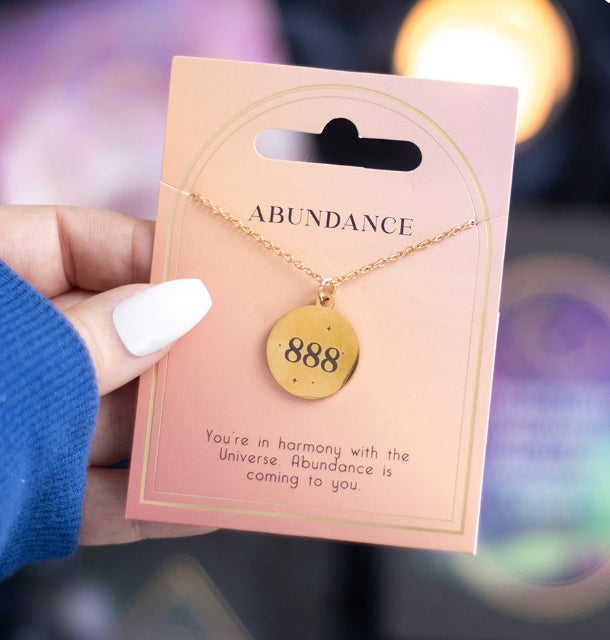 ABUNDANCE
888
You're in harmony with the
Universe. Abundance is
coming to you.